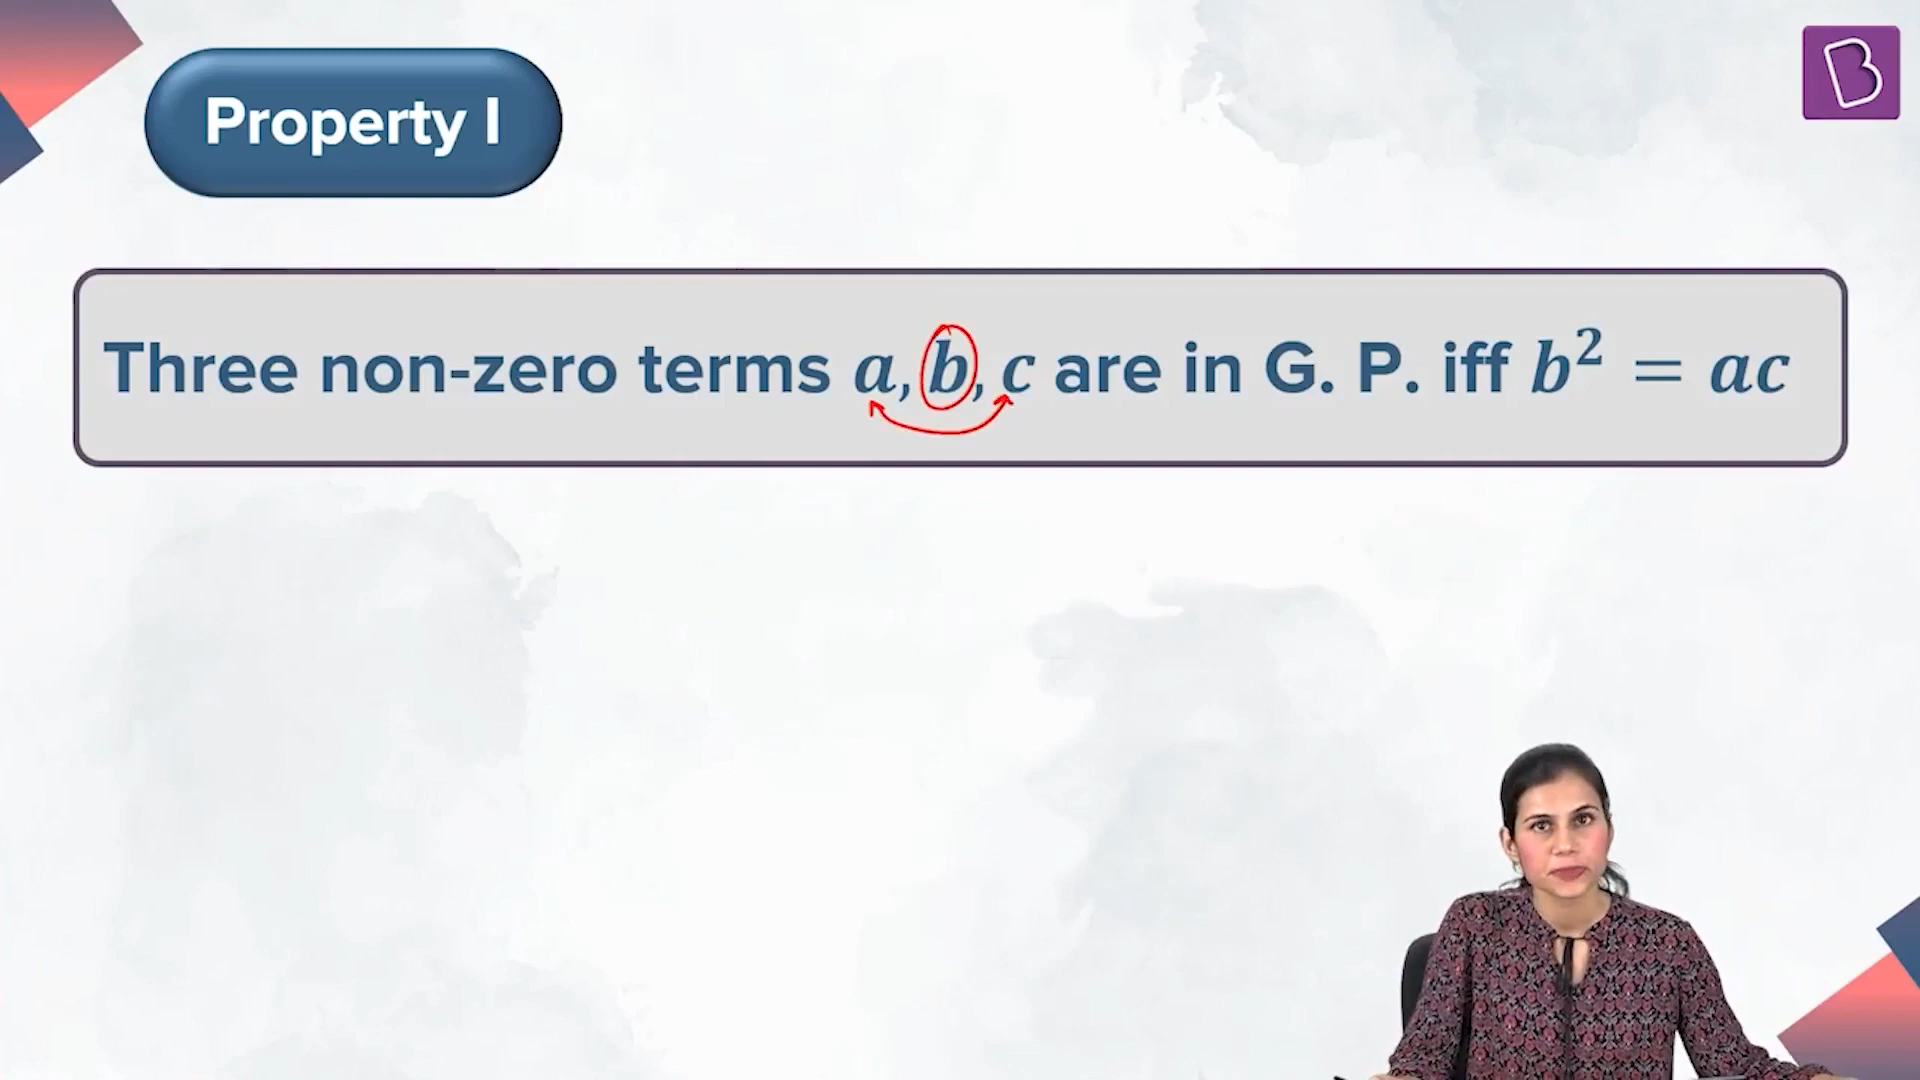 Property I
Three non-zero terms a, b, c are in G. P. iff b² = ac
B